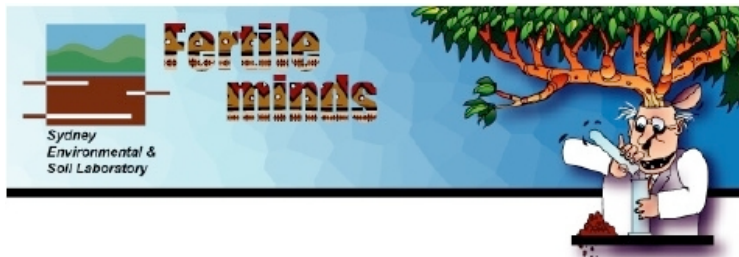 Fertile
minds
Sydney
Environmental &
Soil Laboratory